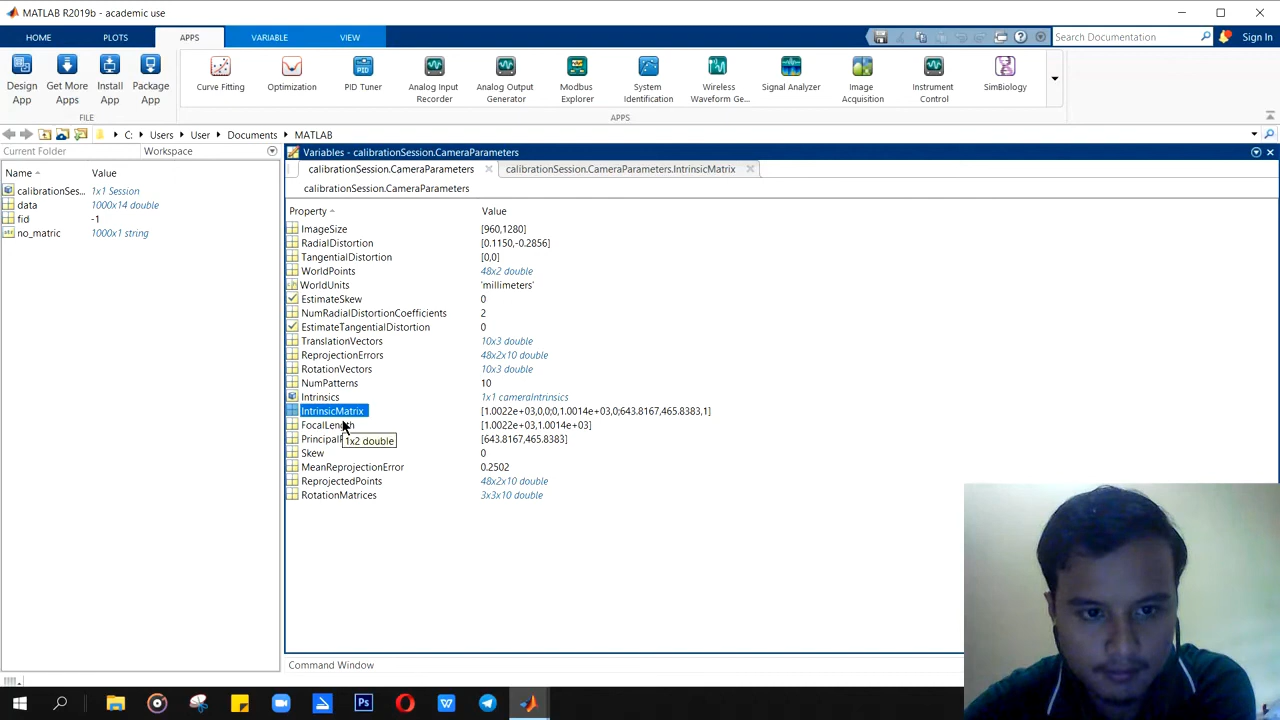 MATLAB R2019b - academic use
HOME PLOTS APPS VARIABLE VIEW Search Documentation Sign In
Design App
Get More Apps
Install App
Package App
Curve Fitting
Optimization
PID Tuner
Analog Input Recorder
Analog Output Generator
Modbus Explorer
System Identification
Wireless Waveform Ge...
Signal Analyzer
Image Acquisition
Instrument Control
SimBiology
FILE APPS
C: Users User Documents MATLAB
Current Folder Workspace
Name Value
calibrationSes... 1x1 Session
data 1000x14 double
fid -1
no_matric 1000x1 string
Variables - calibrationSession.CameraParameters
calibrationSession.CameraParameters calibrationSession.CameraParameters.IntrinsicMatrix
calibrationSession.CameraParameters
Property Value
ImageSize [960,1280]
RadialDistortion [0.1150,-0.2856]
TangentialDistortion [0,0]
WorldPoints 48x2 double
WorldUnits 'millimeters'
EstimateSkew 0
NumRadialDistortionCoefficients 2
EstimateTangentialDistortion 0
TranslationVectors 10x3 double
ReprojectionErrors 48x2x10 double
RotationVectors 10x3 double
NumPatterns 10
Intrinsics 1x1 cameraIntrinsics
IntrinsicMatrix [1.0022e+03,0,0;0,1.0014e+03,0;643.8167,465.8383,1]
FocalLength [1.0022e+03,1.0014e+03]
1x2 double [643.8167,465.8383]
Skew 0
MeanReprojectionError 0.2502
ReprojectedPoints 48x2x10 double
RotationMatrices 3x3x10 double
Command Window